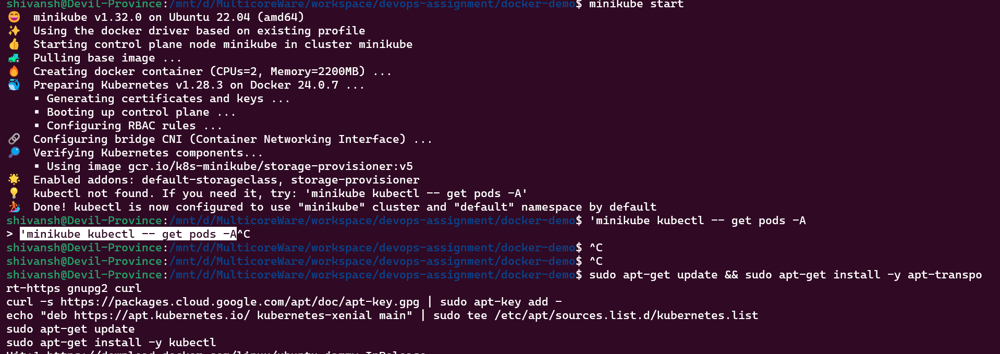 shivansh@Devil-Province:/mnt/d/MulticoreWare/workspace/devops-assignment/docker-demo$ minikube start
😄  minikube v1.32.0 on Ubuntu 22.04 (amd64)
✨  Using the docker driver based on existing profile
👍  Starting control plane node minikube in cluster minikube
🚜  Pulling base image ...
🔥  Creating docker container (CPUs=2, Memory=2200MB) ...
🐳  Preparing Kubernetes v1.28.3 on Docker 24.0.7 ...
    ▪ Generating certificates and keys ...
    ▪ Booting up control plane ...
    ▪ Configuring RBAC rules ...
🔗  Configuring bridge CNI (Container Networking Interface) ...
🔎  Verifying Kubernetes components...
    ▪ Using image gcr.io/k8s-minikube/storage-provisioner:v5
🌟  Enabled addons: default-storageclass, storage-provisioner
💡  kubectl not found. If you need it, try: 'minikube kubectl -- get pods -A'
🏄  Done! kubectl is now configured to use "minikube" cluster and "default" namespace by default
shivansh@Devil-Province:/mnt/d/MulticoreWare/workspace/devops-assignment/docker-demo$ 'minikube kubectl -- get pods -A
> 'minikube kubectl -- get pods -A^C
shivansh@Devil-Province:/mnt/d/MulticoreWare/workspace/devops-assignment/docker-demo$ ^C
shivansh@Devil-Province:/mnt/d/MulticoreWare/workspace/devops-assignment/docker-demo$ ^C
shivansh@Devil-Province:/mnt/d/MulticoreWare/workspace/devops-assignment/docker-demo$ sudo apt-get update && sudo apt-get install -y apt-transpo
rt-https gnupg2 curl
curl -s https://packages.cloud.google.com/apt/doc/apt-key.gpg | sudo apt-key add -
echo "deb https://apt.kubernetes.io/ kubernetes-xenial main" | sudo tee /etc/apt/sources.list.d/kubernetes.list
sudo apt-get update
sudo apt-get install -y kubectl
Hit:1 https://download.docker.com/linux/ubuntu jammy InRelease